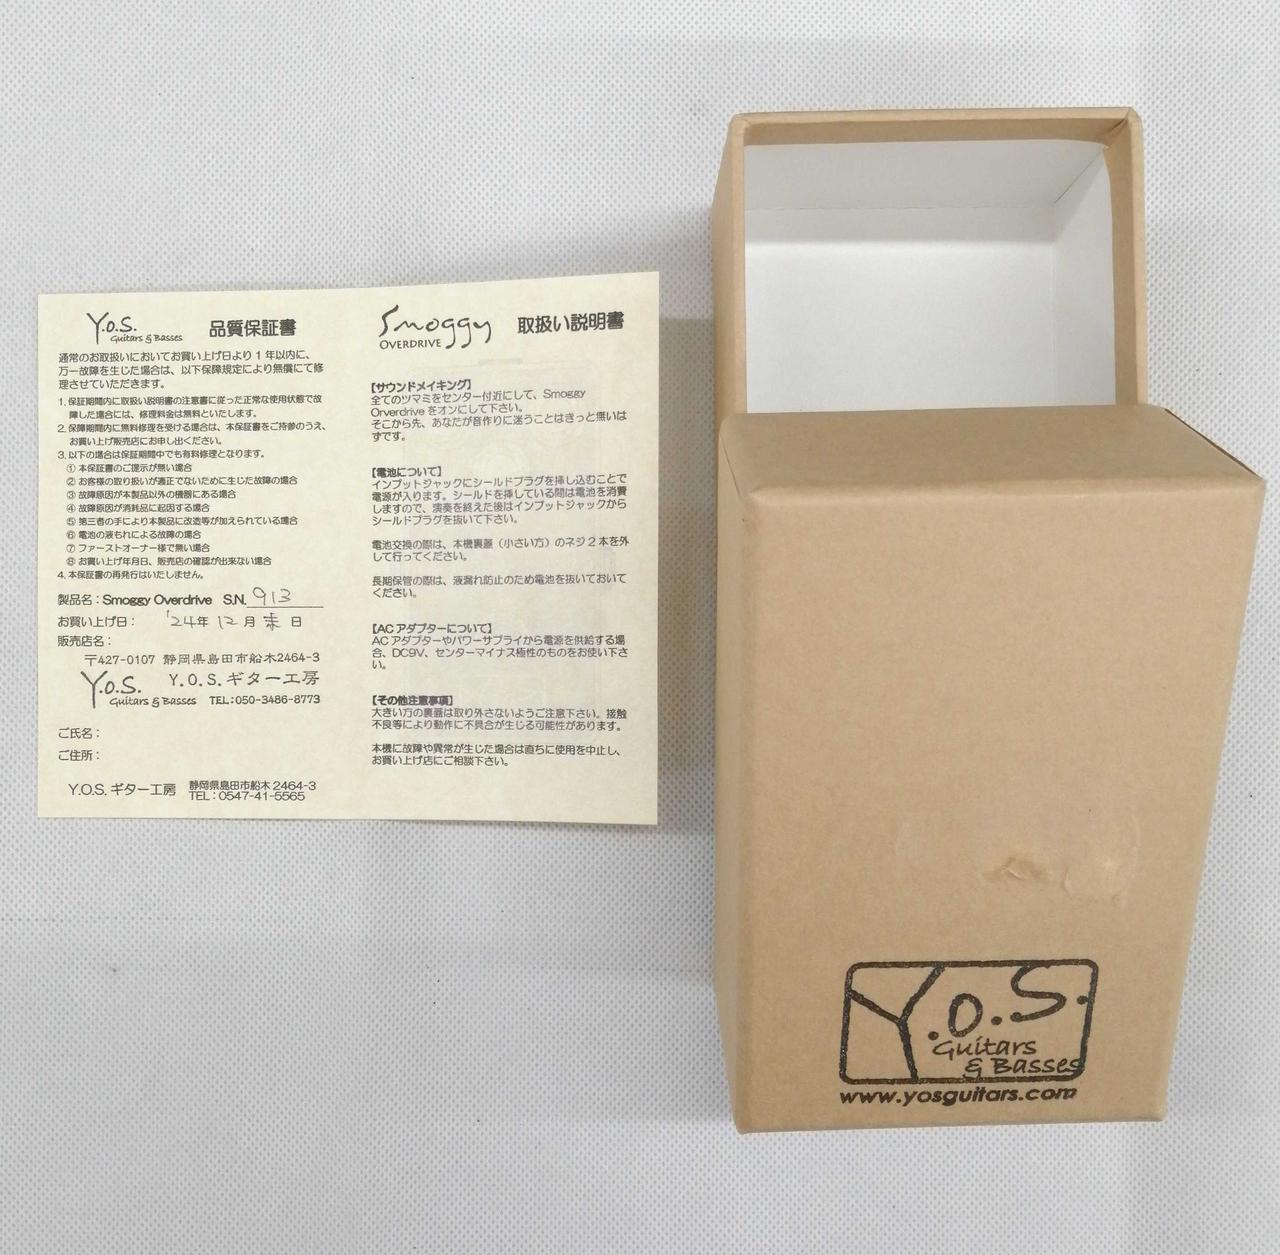 Y.O.S.
Guitars & Basses
品質保証書
通常のお取扱いにおいてお買い上げ日より1年以内に、
万一故障を生じた場合は、以下保障規定により無償にて修
理させていただきます。
1. 保証期間内に取扱い説明書の注意書に従った正常な使用状態で故
障した場合には、修理料金は無料といたします。
2. 保障期間内に無料修理を受ける場合は、本保証書をご持参のうえ、
お買い上げ販売店にお申し出ください。
3. 以下の場合は保証期間中でも有料修理となります。
① 本保証書のご提示が無い場合
② お客様の取り扱いが適正でないために生じた故障の場合
③ 故障原因が本製品以外の機器にある場合
④ 故障原因が消耗品に起因する場合
⑤ 第三者の手により本製品に改造等が加えられている場合
⑥ 電池の液もれによる故障の場合
⑦ ファーストオーナー様で無い場合
⑧ お買い上げ年月日、販売店の確認が出来ない場合
4. 本保証書の再発行はいたしません。
製品名：Smoggy Overdrive S.N. 913
お買い上げ日： '24年 12月 末 日
販売店名：
〒427-0107 静岡県島田市船木2464-3
Y.O.S. Guitars & Basses
Y.O.S.ギター工房
TEL:050-3486-8773
ご氏名：
ご住所：
Y.O.S. ギター工房 静岡県島田市船木2464-3
TEL：0547-41-5565
Smoggy
OVERDRIVE
取扱い説明書
【サウンドメイキング】
全てのツマミをセンター付近にして、Smoggy
Orverdrive をオンにして下さい。
そこから先、あなたが音作りに迷うことはきっと無いは
ずです。
【電池について】
インプットジャックにシールドプラグを挿し込むことで
電源が入ります。シールドを挿している間は電池を消費
しますので、演奏を終えた後はインプットジャックから
シールドプラグを抜いて下さい。
電池交換の際は、本機裏蓋（小さい方）のネジ2本を外
して行ってください。
長期保管の際は、液漏れ防止のため電池を抜いておいて
ください。
【ACアダプターについて】
ACアダプターやパワーサプライから電源を供給する場
合、DC9V、センターマイナス極性のものをお使い下さ
い。
【その他注意事項】
大きい方の裏蓋は取り外さないようご注意下さい。接触
不良等により動作に不具合が生じる可能性があります。
本機に故障や異常が生じた場合は直ちに使用を中止し、
お買い上げ店にご相談下さい。
Y.O.S.
Guitars
& Basses
www.yosguitars.com